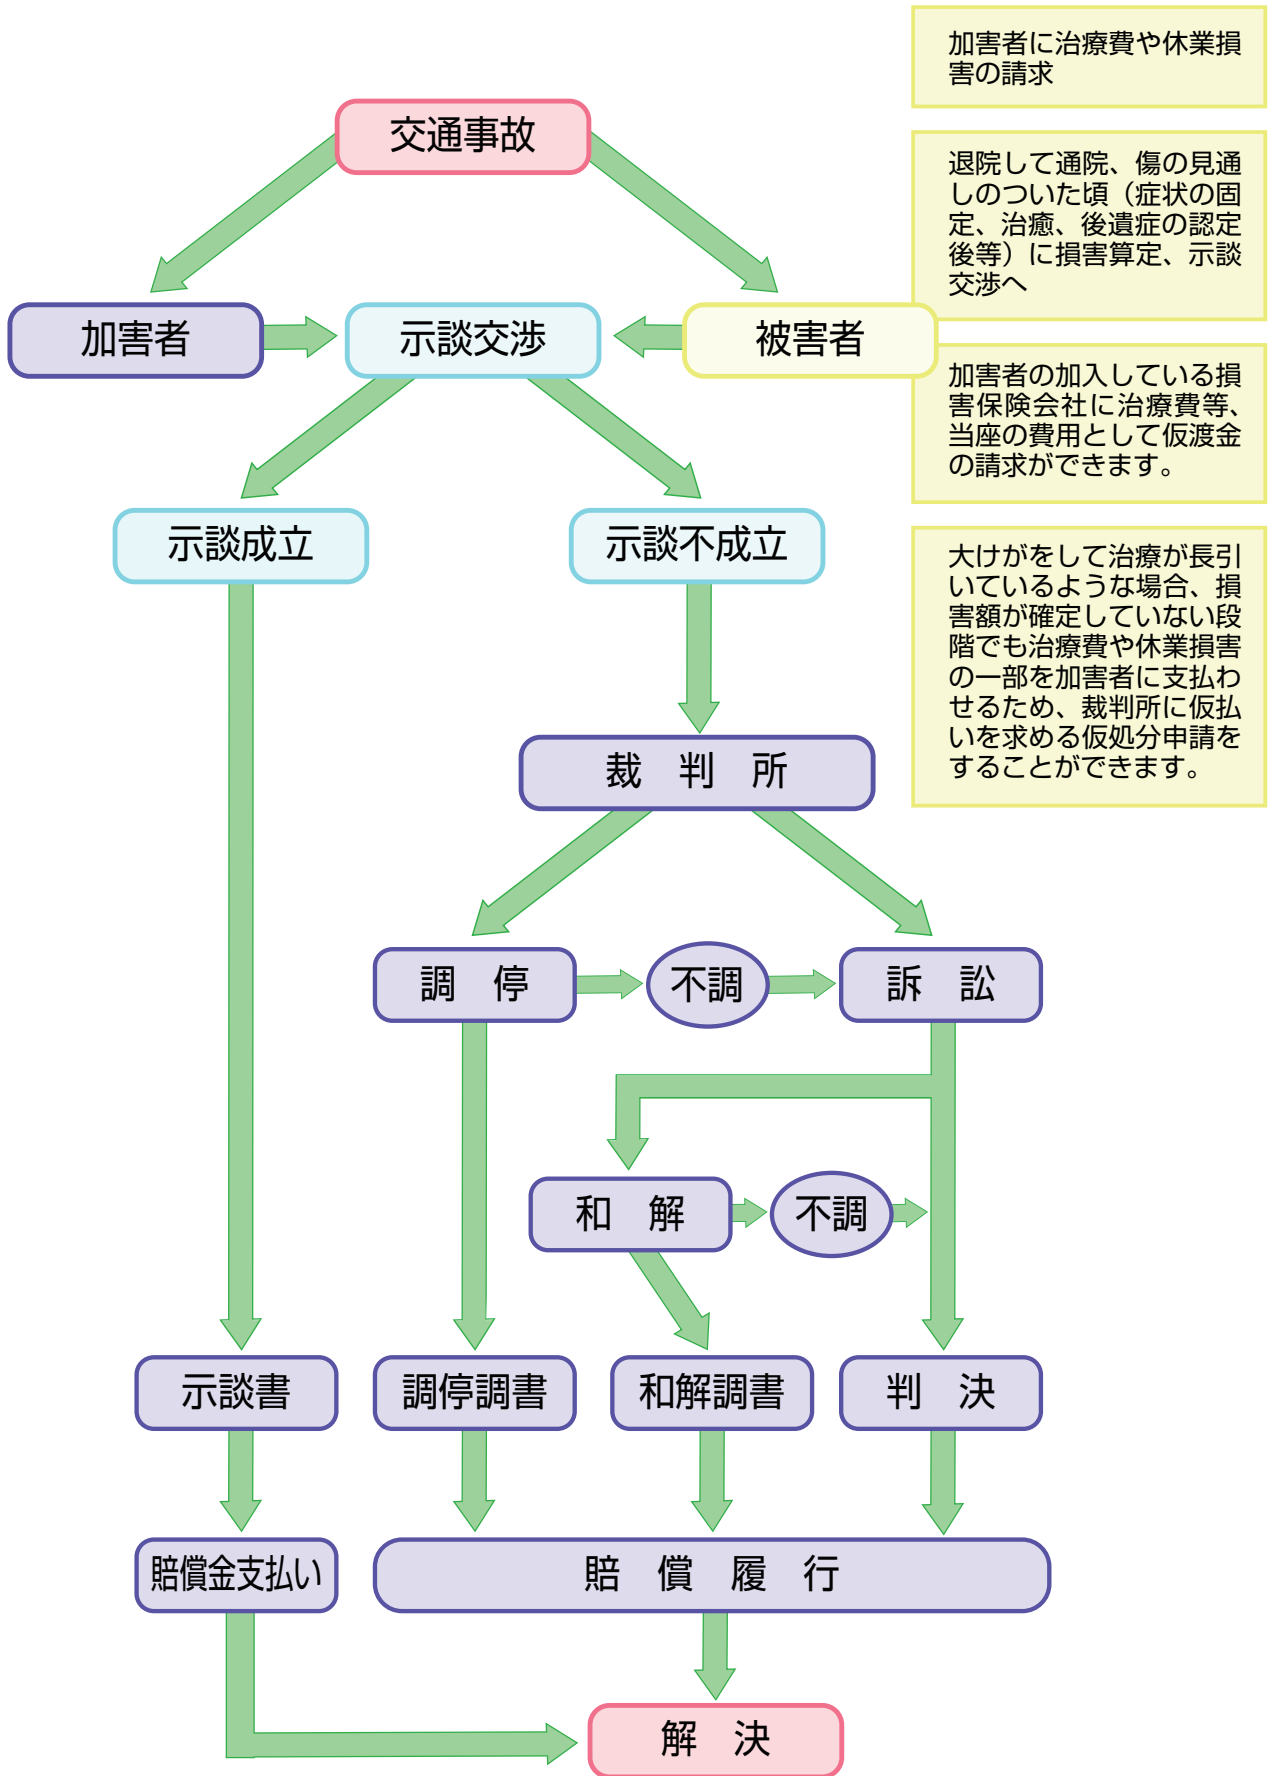 加害者に治療費や休業損
害の請求
交通事故
退院して通院、傷の見通
しのついた頃（症状の固
定、治癒、後遺症の認定
後等）に損害算定、示談
交渉へ
加害者
示談交渉
被害者
加害者の加入している損
害保険会社に治療費等、
当座の費用として仮渡金
の請求ができます。
示談成立
示談不成立
大けがをして治療が長引
いているような場合、損
害額が確定していない段
階でも治療費や休業損害
の一部を加害者に支払わ
せるため、裁判所に仮払
いを求める仮処分申請を
することができます。
裁　判　所
調　停
不調
訴　訟
和　解
不調
示談書
調停調書
和解調書
判　決
賠償金支払い
賠　償　履　行
解　決